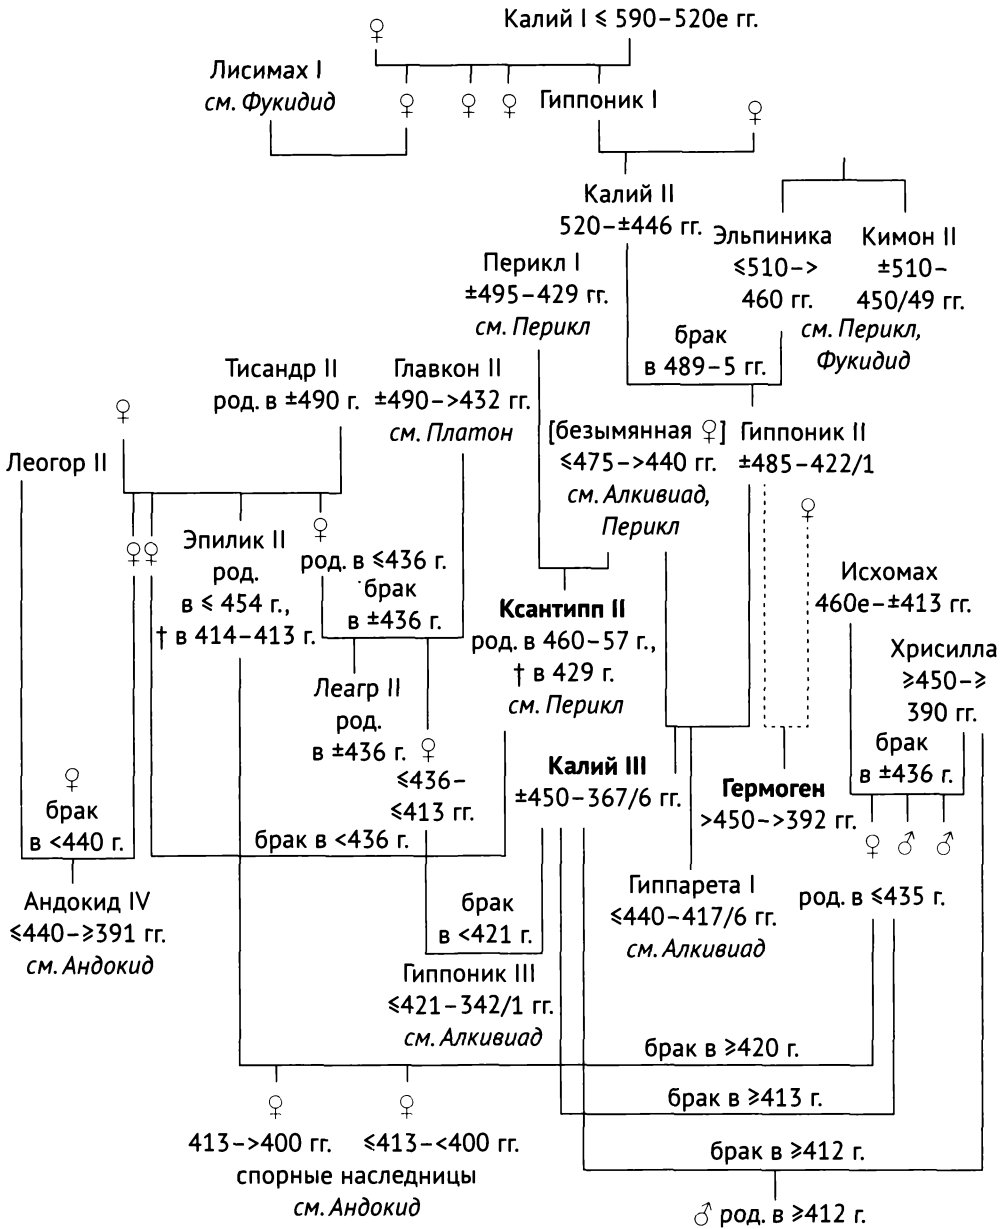 Калий I ⩽ 590–520е гг.
Лисимах I
см. Фукидид
Гиппоник I
Калий II
520–±446 гг.
Эльпиника
⩽510–>
460 гг.
Кимон II
±510–
450/49 гг.
см. Перикл,
Фукидид
Перикл I
±495–429 гг.
см. Перикл
брак
в 489–5 гг.
Тисандр II
род. в ±490 г.
Главкон II
±490–>432 гг.
см. Платон
[безымянная ♀]
⩽475–>440 гг.
см. Алкивиад,
Перикл
Гиппоник II
±485–422/1
Леогор II
Эпилик II
род.
в ⩽ 454 г.,
† в 414–413 г.
род. в ⩽436 г.
брак
в ±436 г.
Ксантипп II
род. в 460–57 г.,
† в 429 г.
см. Перикл
Исхомах
460е–±413 гг.
Хрисилла
⩾450–⩾
390 гг.
Леагр II
род.
в ±436 г.
♀
⩽436–
⩽413 гг.
Калий III
±450–367/6 гг.
Гермоген
>450–>392 гг.
брак
в ±436 г.
♀ ♂ ♂
род. в ⩽435 г.
♀
брак
в <440 г.
брак в <436 г.
Андокид IV
⩽440–⩾391 гг.
см. Андокид
брак
в <421 г.
Гиппарета I
⩽440–417/6 гг.
см. Алкивиад
Гиппоник III
⩽421–342/1 гг.
см. Алкивиад
брак в ⩾420 г.
брак в ⩾413 г.
♀ ♀
413–>400 гг. ⩽413–<400 гг.
спорные наследницы
см. Андокид
брак в ⩾412 г.
♂ род. в ⩾412 г.